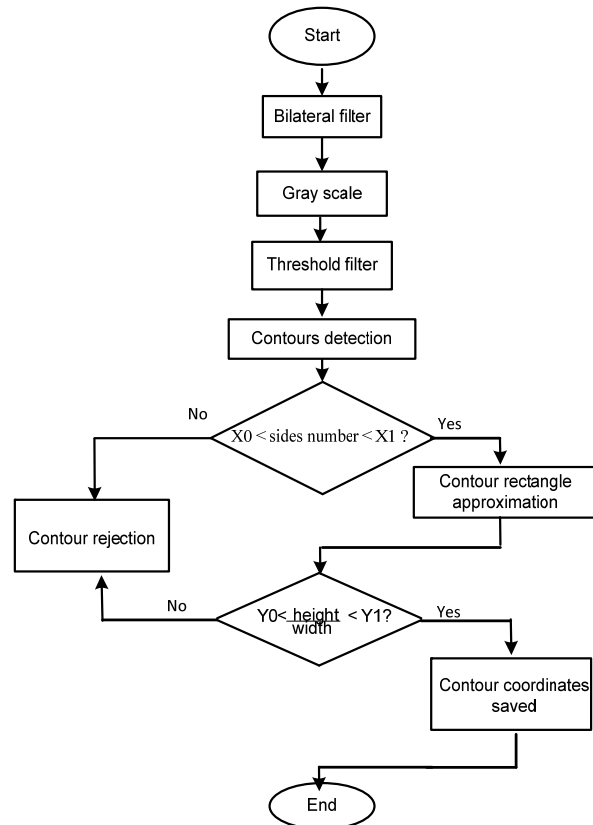 Start
Bilateral filter
Gray scale
Threshold filter
Contours detection
No
X0 < sides number < X1 ?
Yes
Contour rectangle
approximation
Contour rejection
No
Y0< height < Y1?
width
Yes
Contour coordinates
saved
End